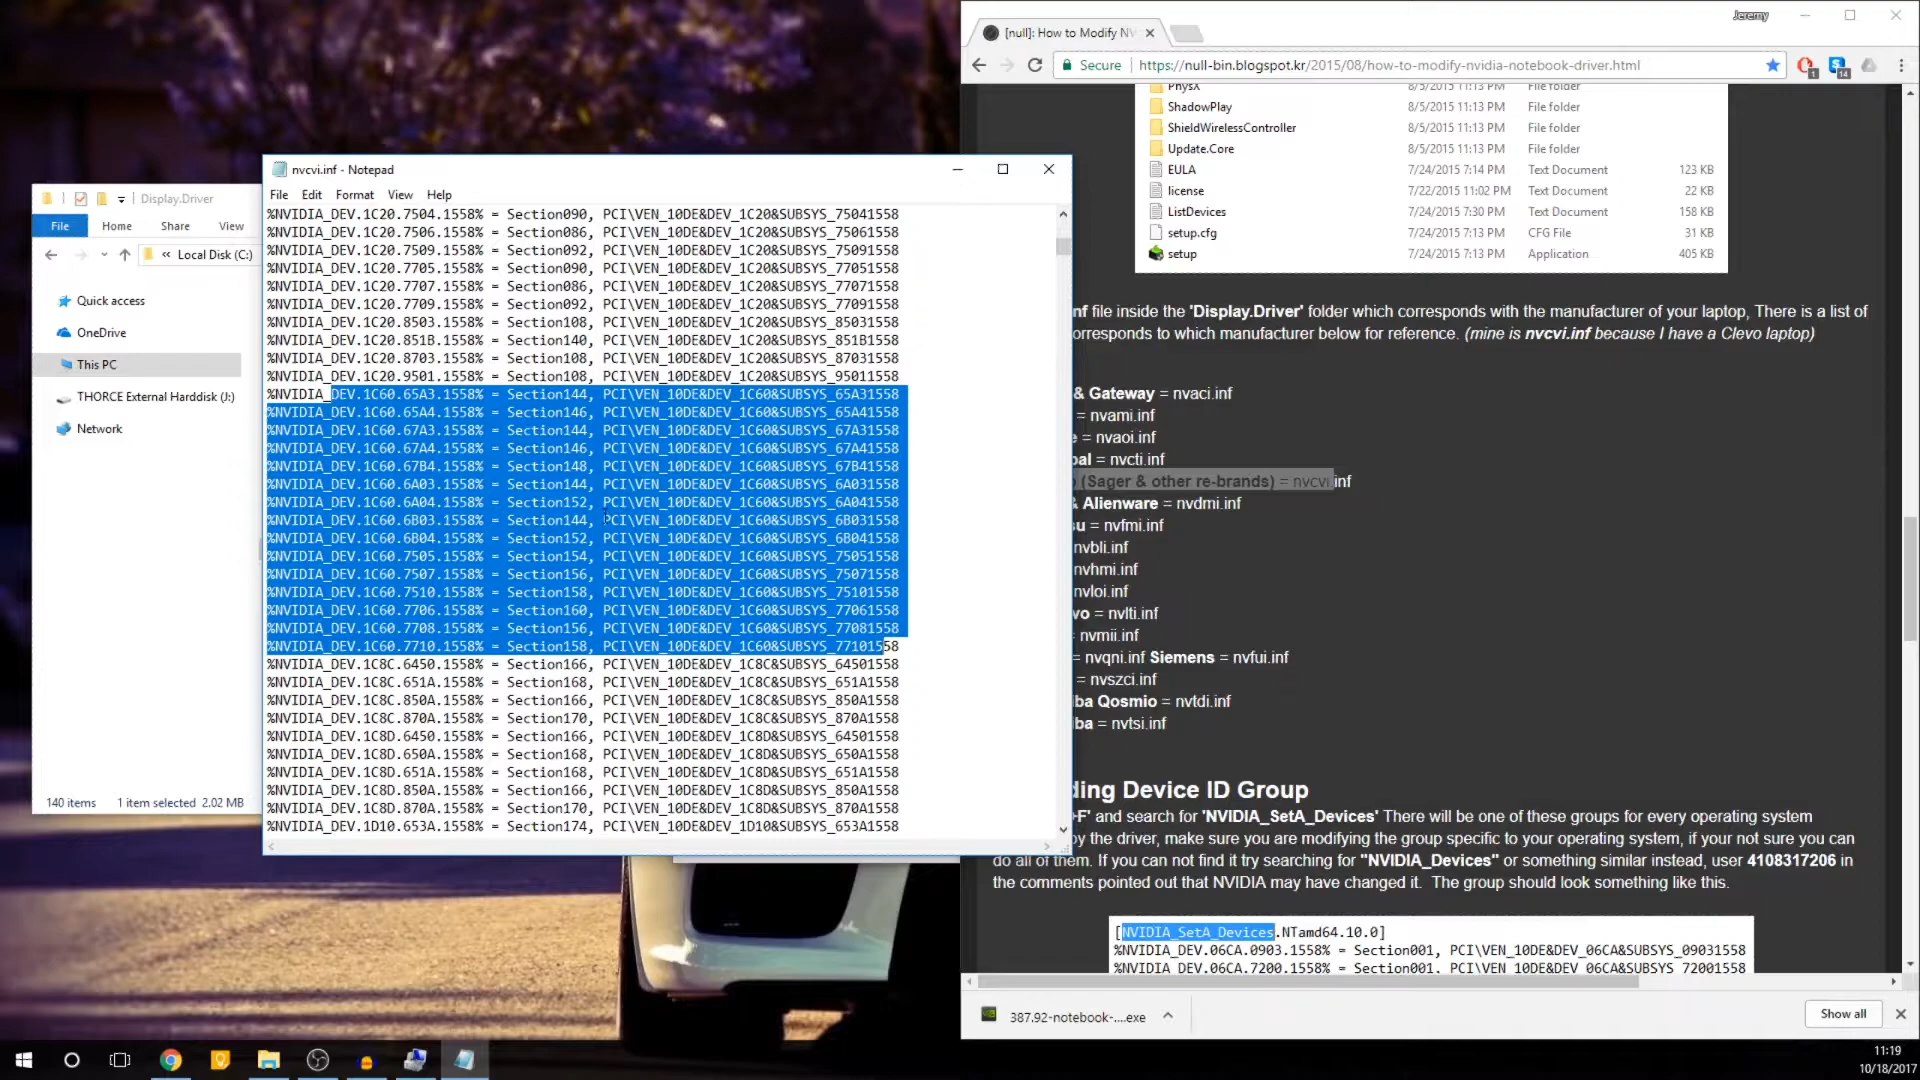 Jeremy
[null]: How to Modify NV
Secure
https://null-bin.blogspot.kr/2015/08/how-to-modify-nvidia-notebook-driver.html
1
14
PhysX 8/5/2015 11:13 PM File folder
ShadowPlay 8/5/2015 11:13 PM File folder
ShieldWirelessController 8/5/2015 11:13 PM File folder
Update.Core 8/5/2015 11:13 PM File folder
EULA 7/24/2015 7:14 PM Text Document 123 KB
license 7/22/2015 11:02 PM Text Document 22 KB
ListDevices 7/24/2015 7:30 PM Text Document 158 KB
setup.cfg 7/24/2015 7:13 PM CFG File 31 KB
setup 7/24/2015 7:13 PM Application 405 KB
nf file inside the 'Display.Driver' folder which corresponds with the manufacturer of your laptop, There is a list of
orresponds to which manufacturer below for reference. (mine is nvcvi.inf because I have a Clevo laptop)
& Gateway = nvaci.inf
= nvami.inf
e = nvaoi.inf
bal = nvcti.inf
(Sager & other re-brands) = nvcvi.inf
& Alienware = nvdmi.inf
su = nvfmi.inf
nvbli.inf
nvhmi.inf
nvloi.inf
vo = nvlti.inf
= nvmii.inf
= nvqni.inf Siemens = nvfui.inf
= nvszci.inf
iba Qosmio = nvtdi.inf
iba = nvtsi.inf
ding Device ID Group
+F' and search for 'NVIDIA_SetA_Devices' There will be one of these groups for every operating system
by the driver, make sure you are modifying the group specific to your operating system, if your not sure you can
do all of them. If you can not find it try searching for "NVIDIA_Devices" or something similar instead, user 4108317206 in
the comments pointed out that NVIDIA may have changed it. The group should look something like this.
[NVIDIA_SetA_Devices.NTamd64.10.0]
%NVIDIA_DEV.06CA.0903.1558% = Section001, PCI\VEN_10DE&DEV_06CA&SUBSYS_09031558
%NVIDIA_DEV.06CA.7200.1558% = Section001, PCI\VEN_10DE&DEV_06CA&SUBSYS_72001558
387.92-notebook-....exe
Show all
nvcvi.inf - Notepad
File Edit Format View Help
%NVIDIA_DEV.1C20.7504.1558% = Section090, PCI\VEN_10DE&DEV_1C20&SUBSYS_75041558
%NVIDIA_DEV.1C20.7506.1558% = Section086, PCI\VEN_10DE&DEV_1C20&SUBSYS_75061558
%NVIDIA_DEV.1C20.7509.1558% = Section092, PCI\VEN_10DE&DEV_1C20&SUBSYS_75091558
%NVIDIA_DEV.1C20.7705.1558% = Section090, PCI\VEN_10DE&DEV_1C20&SUBSYS_77051558
%NVIDIA_DEV.1C20.7707.1558% = Section086, PCI\VEN_10DE&DEV_1C20&SUBSYS_77071558
%NVIDIA_DEV.1C20.7709.1558% = Section092, PCI\VEN_10DE&DEV_1C20&SUBSYS_77091558
%NVIDIA_DEV.1C20.8503.1558% = Section108, PCI\VEN_10DE&DEV_1C20&SUBSYS_85031558
%NVIDIA_DEV.1C20.851B.1558% = Section140, PCI\VEN_10DE&DEV_1C20&SUBSYS_851B1558
%NVIDIA_DEV.1C20.8703.1558% = Section108, PCI\VEN_10DE&DEV_1C20&SUBSYS_87031558
%NVIDIA_DEV.1C20.9501.1558% = Section108, PCI\VEN_10DE&DEV_1C20&SUBSYS_95011558
%NVIDIA_DEV.1C60.65A3.1558% = Section144, PCI\VEN_10DE&DEV_1C60&SUBSYS_65A31558
%NVIDIA_DEV.1C60.65A4.1558% = Section146, PCI\VEN_10DE&DEV_1C60&SUBSYS_65A41558
%NVIDIA_DEV.1C60.67A3.1558% = Section144, PCI\VEN_10DE&DEV_1C60&SUBSYS_67A31558
%NVIDIA_DEV.1C60.67A4.1558% = Section146, PCI\VEN_10DE&DEV_1C60&SUBSYS_67A41558
%NVIDIA_DEV.1C60.67B4.1558% = Section148, PCI\VEN_10DE&DEV_1C60&SUBSYS_67B41558
%NVIDIA_DEV.1C60.6A03.1558% = Section144, PCI\VEN_10DE&DEV_1C60&SUBSYS_6A031558
%NVIDIA_DEV.1C60.6A04.1558% = Section152, PCI\VEN_10DE&DEV_1C60&SUBSYS_6A041558
%NVIDIA_DEV.1C60.6B03.1558% = Section144, PCI\VEN_10DE&DEV_1C60&SUBSYS_6B031558
%NVIDIA_DEV.1C60.6B04.1558% = Section152, PCI\VEN_10DE&DEV_1C60&SUBSYS_6B041558
%NVIDIA_DEV.1C60.7505.1558% = Section154, PCI\VEN_10DE&DEV_1C60&SUBSYS_75051558
%NVIDIA_DEV.1C60.7507.1558% = Section156, PCI\VEN_10DE&DEV_1C60&SUBSYS_75071558
%NVIDIA_DEV.1C60.7510.1558% = Section158, PCI\VEN_10DE&DEV_1C60&SUBSYS_75101558
%NVIDIA_DEV.1C60.7706.1558% = Section160, PCI\VEN_10DE&DEV_1C60&SUBSYS_77061558
%NVIDIA_DEV.1C60.7708.1558% = Section156, PCI\VEN_10DE&DEV_1C60&SUBSYS_77081558
%NVIDIA_DEV.1C60.7710.1558% = Section158, PCI\VEN_10DE&DEV_1C60&SUBSYS_77101558
%NVIDIA_DEV.1C8C.6450.1558% = Section166, PCI\VEN_10DE&DEV_1C8C&SUBSYS_64501558
%NVIDIA_DEV.1C8C.651A.1558% = Section168, PCI\VEN_10DE&DEV_1C8C&SUBSYS_651A1558
%NVIDIA_DEV.1C8C.850A.1558% = Section166, PCI\VEN_10DE&DEV_1C8C&SUBSYS_850A1558
%NVIDIA_DEV.1C8C.870A.1558% = Section170, PCI\VEN_10DE&DEV_1C8C&SUBSYS_870A1558
%NVIDIA_DEV.1C8D.6450.1558% = Section166, PCI\VEN_10DE&DEV_1C8D&SUBSYS_64501558
%NVIDIA_DEV.1C8D.650A.1558% = Section168, PCI\VEN_10DE&DEV_1C8D&SUBSYS_650A1558
%NVIDIA_DEV.1C8D.651A.1558% = Section168, PCI\VEN_10DE&DEV_1C8D&SUBSYS_651A1558
%NVIDIA_DEV.1C8D.850A.1558% = Section166, PCI\VEN_10DE&DEV_1C8D&SUBSYS_850A1558
%NVIDIA_DEV.1C8D.870A.1558% = Section170, PCI\VEN_10DE&DEV_1C8D&SUBSYS_870A1558
%NVIDIA_DEV.1D10.653A.1558% = Section174, PCI\VEN_10DE&DEV_1D10&SUBSYS_653A1558
Display.Driver
File Home Share View
« Local Disk (C:)
Quick access
OneDrive
This PC
THORCE External Harddisk (J:)
Network
140 items 1 item selected 2.02 MB
11:19
10/18/2017